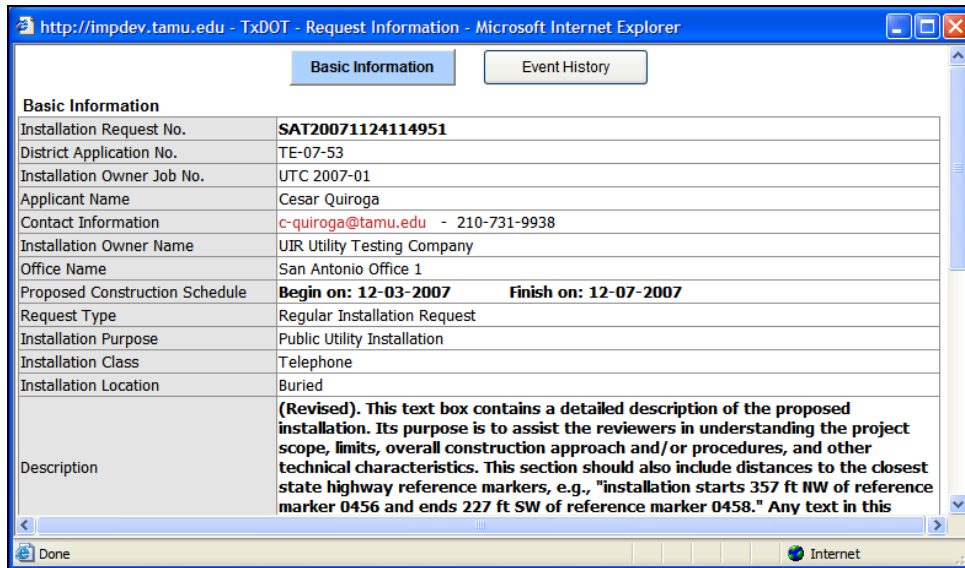 http://impdev.tamu.edu - TxDOT - Request Information - Microsoft Internet Explorer
Basic Information Event History
Basic Information
Installation Request No. SAT20071124114951
District Application No. TE-07-53
Installation Owner Job No. UTC 2007-01
Applicant Name Cesar Quiroga
Contact Information c-quiroga@tamu.edu - 210-731-9938
Installation Owner Name UIR Utility Testing Company
Office Name San Antonio Office 1
Proposed Construction Schedule Begin on: 12-03-2007 Finish on: 12-07-2007
Request Type Regular Installation Request
Installation Purpose Public Utility Installation
Installation Class Telephone
Installation Location Buried
Description
(Revised). This text box contains a detailed description of the proposed
installation. Its purpose is to assist the reviewers in understanding the project
scope, limits, overall construction approach and/or procedures, and other
technical characteristics. This section should also include distances to the closest
state highway reference markers, e.g., "installation starts 357 ft NW of reference
marker 0456 and ends 227 ft SW of reference marker 0458." Any text in this
Done Internet